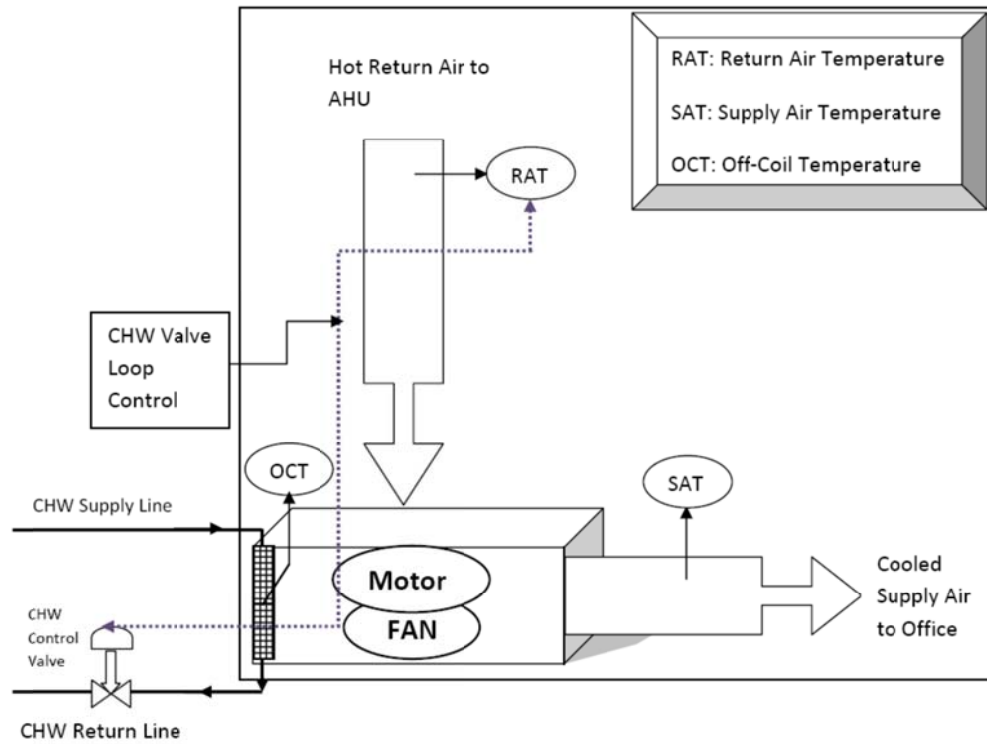 Hot Return Air to
AHU
RAT: Return Air Temperature
SAT: Supply Air Temperature
OCT: Off-Coil Temperature
RAT
CHW Valve
Loop
Control
OCT
SAT
CHW Supply Line
Motor
FAN
Cooled
Supply Air
to Office
CHW
Control
Valve
CHW Return Line